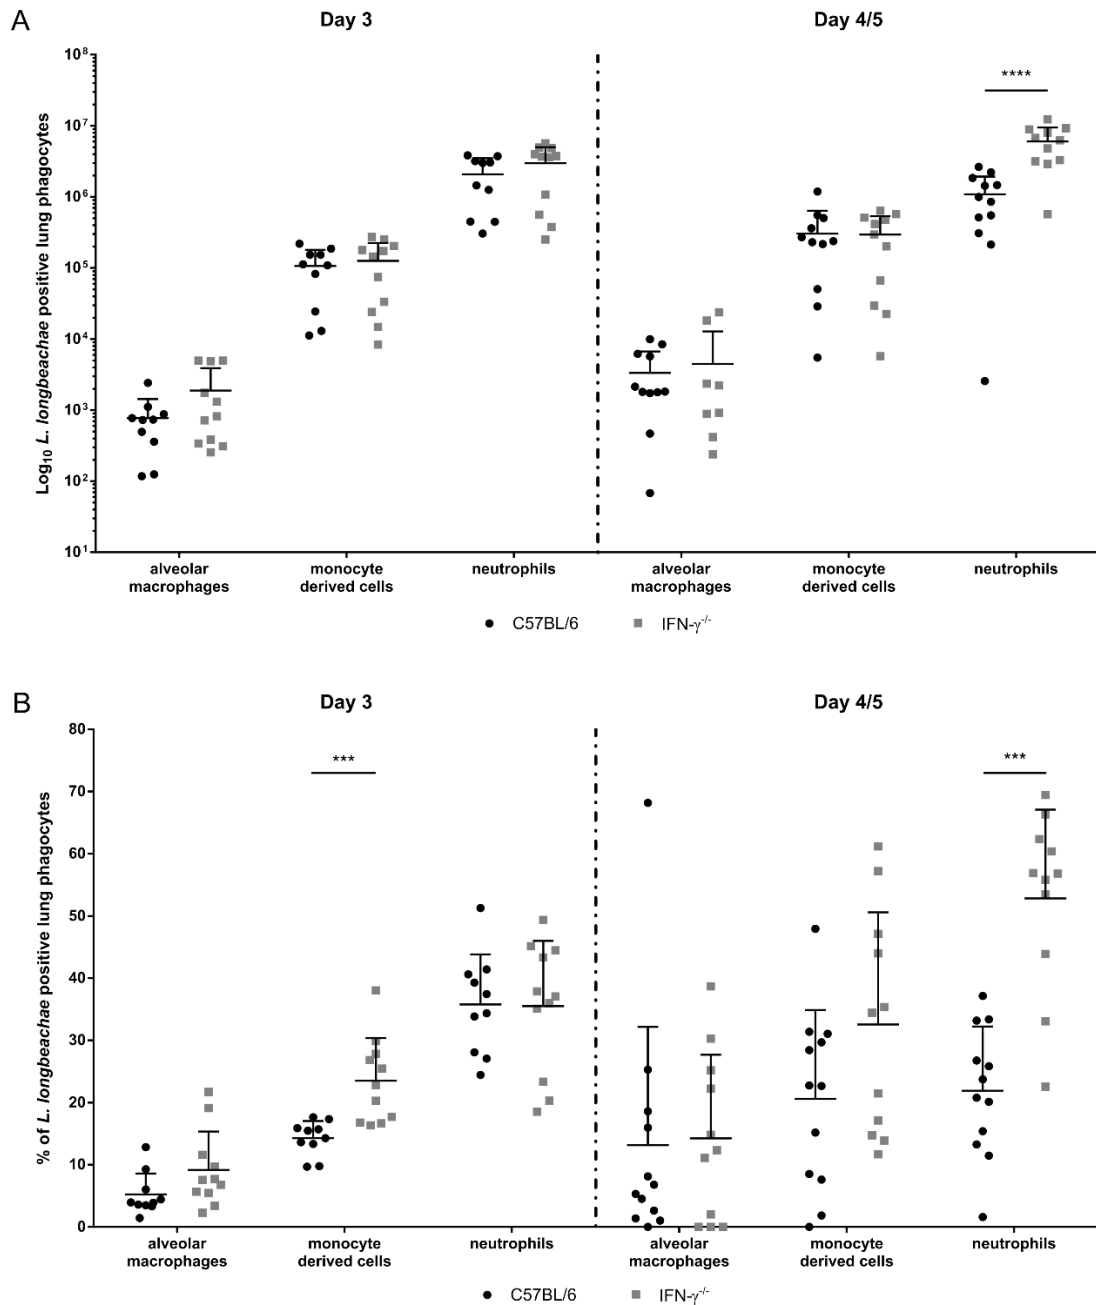 A
Day 3
Day 4/5
Log₁₀ L. longbeachae positive lung phagocytes
10⁸
10⁷
10⁶
10⁵
10⁴
10³
10²
10¹
****
alveolar
macrophages
monocyte
derived cells
neutrophils
alveolar
macrophages
monocyte
derived cells
neutrophils
C57BL/6
IFN-γ⁻/⁻
B
Day 3
Day 4/5
% of L. longbeachae positive lung phagocytes
80
70
60
50
40
30
20
10
0
***
***
alveolar
macrophages
monocyte
derived cells
neutrophils
alveolar
macrophages
monocyte
derived cells
neutrophils
C57BL/6
IFN-γ⁻/⁻